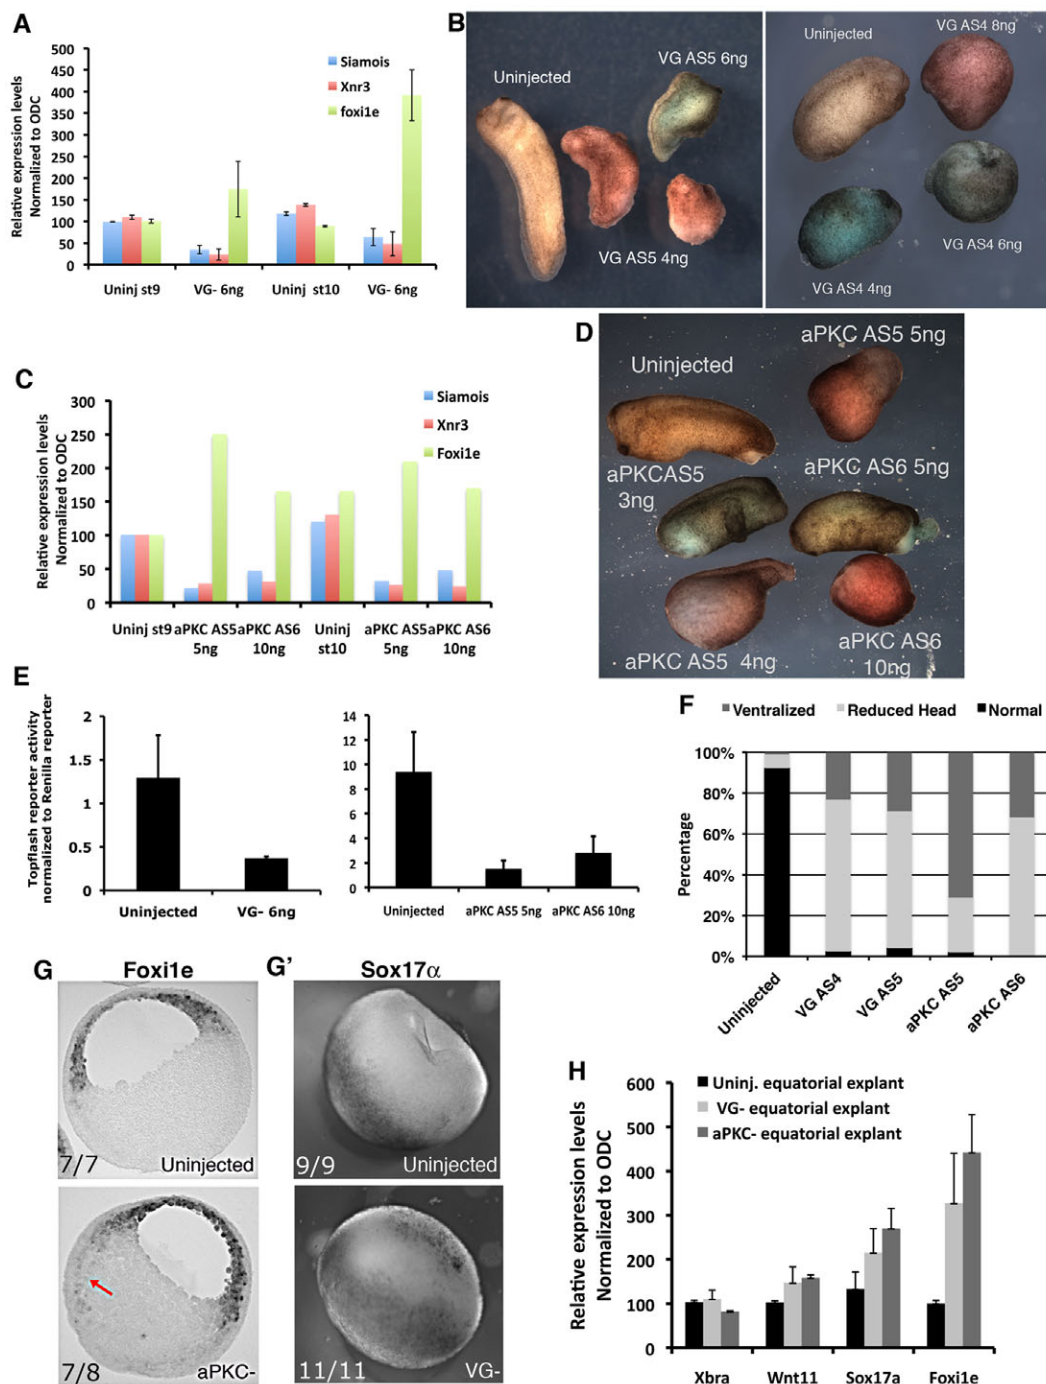 A
Relative expression levels
Normalized to ODC
500
450
400
350
300
250
200
150
100
50
0
Siamois
Xnr3
foxi1e
Uninj st9
VG- 6ng
Uninj st10
VG- 6ng
B
Uninjected
VG AS5 6ng
VG AS5 4ng
Uninjected
VG AS4 8ng
VG AS4 6ng
VG AS4 4ng
C
Relative expression levels
Normalized to ODC
300
250
200
150
100
50
0
Siamois
Xnr3
Foxi1e
Uninj st9
aPKC AS5
5ng
aPKC AS6
10ng
Uninj
st10
aPKC AS5
5ng
aPKC AS6
10ng
D
Uninjected
aPKC AS5 5ng
aPKCAS5
3ng
aPKC AS6 5ng
aPKC AS5 4ng
aPKC AS6
10ng
E
Topflash reporter activity
normalized to Renilla reporter
2
1.5
1
0.5
0
Uninjected
VG- 6ng
14
12
10
8
6
4
2
0
Uninjected
aPKC AS5 5ng
aPKC AS6 10ng
F
Ventralized
Reduced Head
Normal
Percentage
100%
80%
60%
40%
20%
0%
Uninjected
VG AS4
VG AS5
aPKC AS5
aPKC AS6
G
Foxi1e
7/7
Uninjected
7/8
aPKC-
G'
Sox17α
9/9
Uninjected
11/11
VG-
H
Relative expression levels
Normalized to ODC
600
500
400
300
200
100
0
Uninj. equatorial explant
VG- equatorial explant
aPKC- equatorial explant
Xbra
Wnt11
Sox17a
Foxi1e